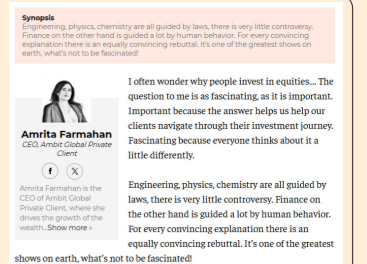 Synopsis
Engineering, physics, chemistry are all guided by laws, there is very little controversy.
Finance on the other hand is guided a lot by human behavior. For every convincing
explanation there is an equally convincing rebuttal. It's one of the greatest shows on
earth, what's not to be fascinated!
Amrita Farmahan
CEO, Ambit Global Private
Client
Amrita Farmahan is the
CEO of Ambit Global
Private Client, where she
drives the growth of the
wealth...Show more »
I often wonder why people invest in equities... The
question to me is as fascinating, as it is important.
Important because the answer helps us help our
clients navigate through their investment journey.
Fascinating because everyone thinks about it a
little differently.
Engineering, physics, chemistry are all guided by
laws, there is very little controversy. Finance on
the other hand is guided a lot by human behavior.
For every convincing explanation there is an
equally convincing rebuttal. It's one of the greatest
shows on earth, what's not to be fascinated!